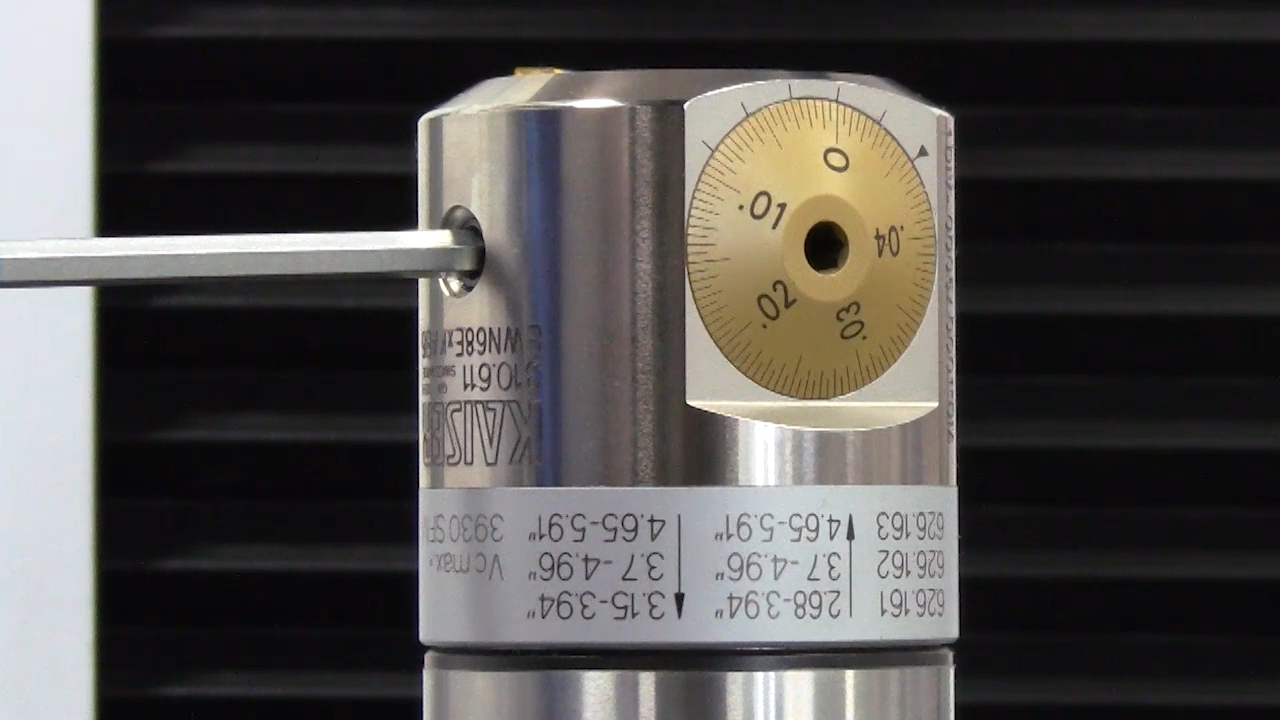 0
.01
.02
.03
.04
KAISER
310.611
EWN68E
626.161 2.68-3.94" 3.15-3.94"
626.162 3.7-4.96" 3.7-4.96" Vc max.
626.163 4.65-5.91" 4.65-5.91" 3930